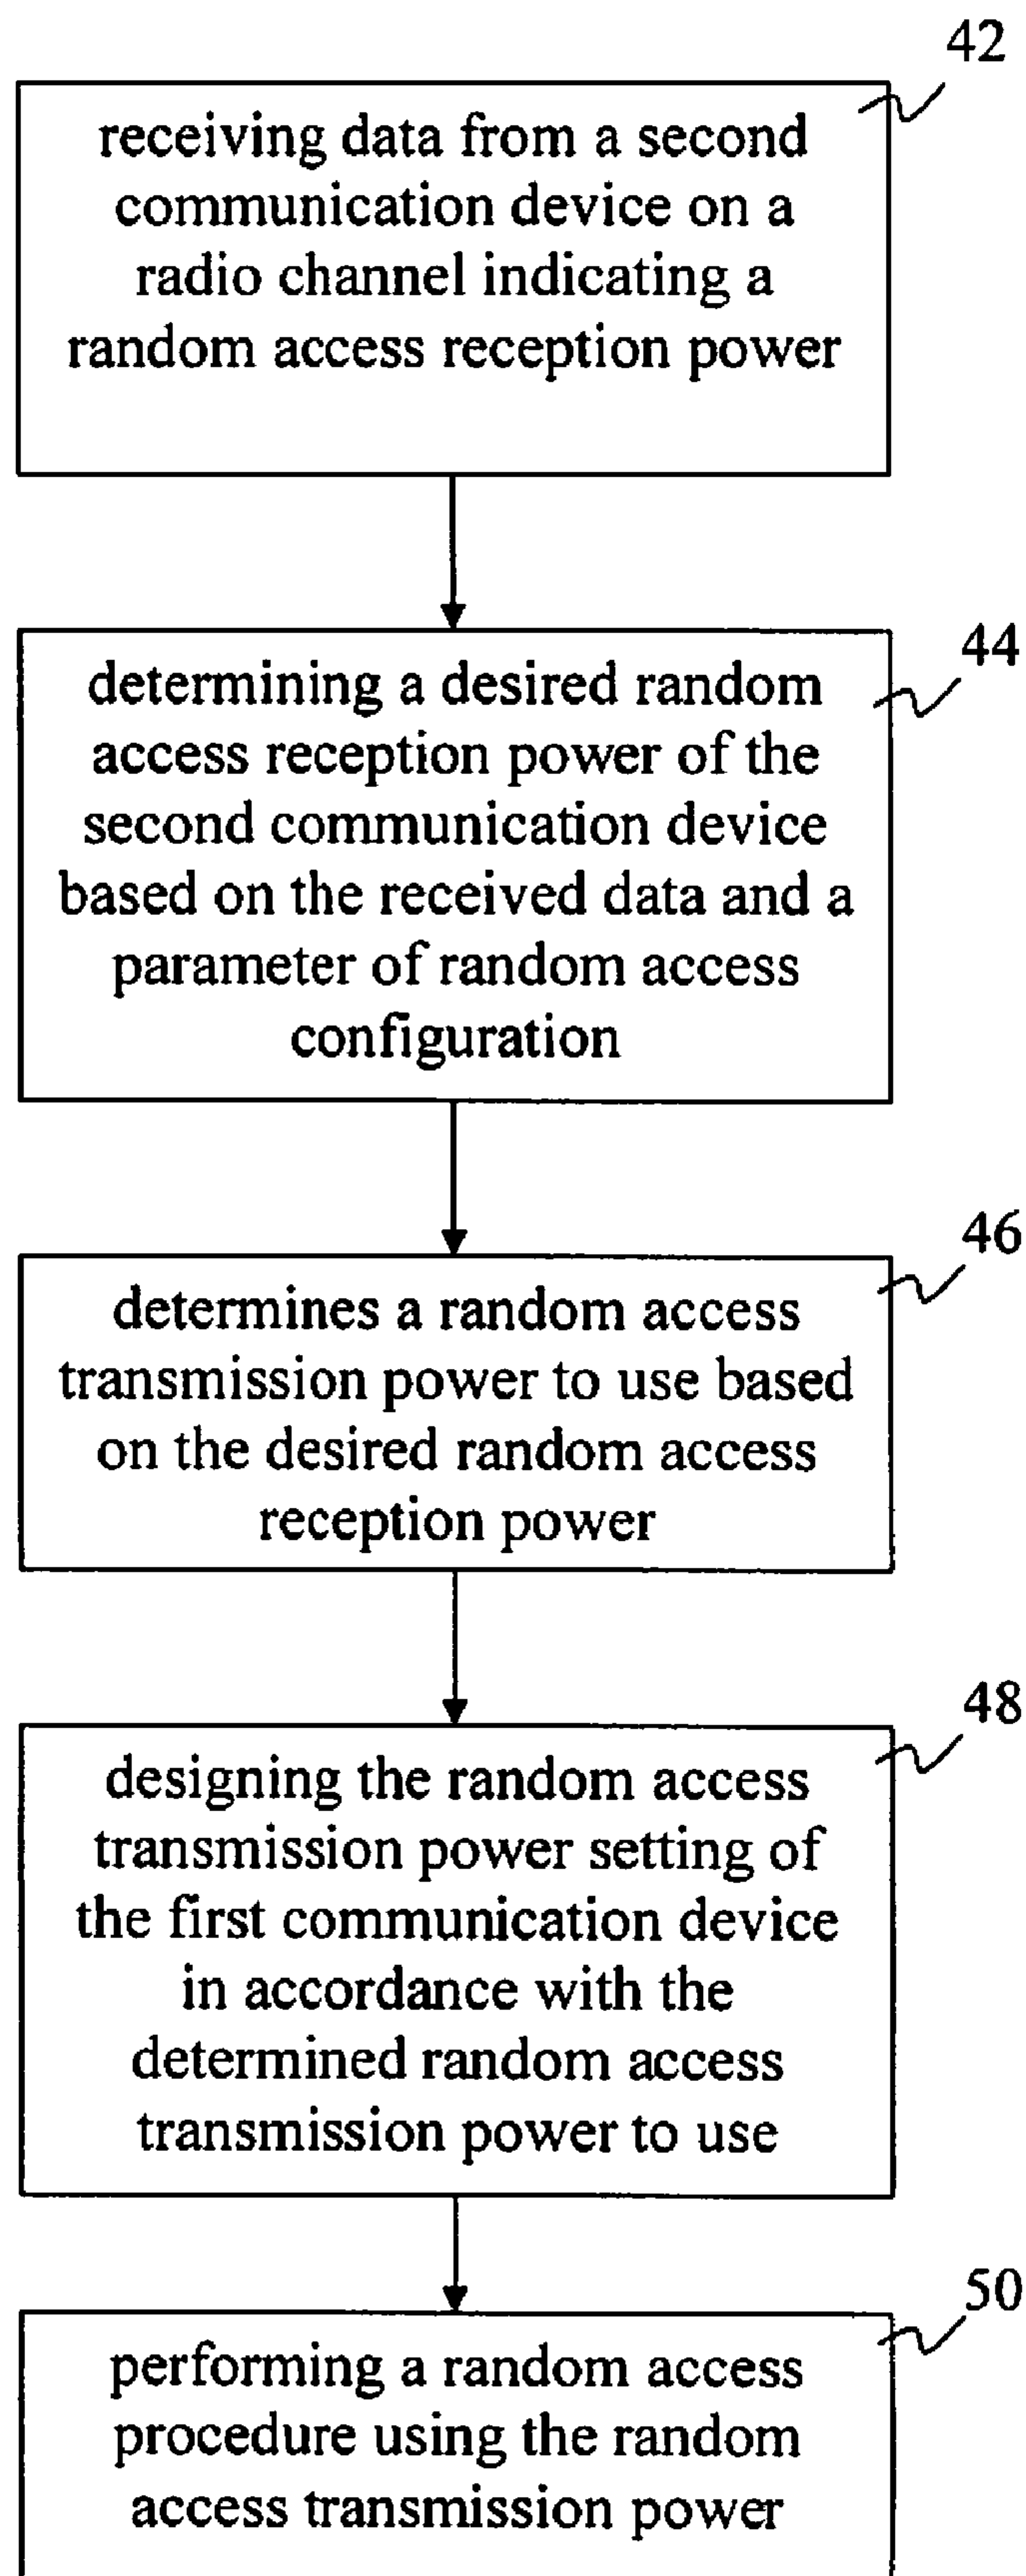 42
receiving data from a second
communication device on a
radio channel indicating a
random access reception power
44
determining a desired random
access reception power of the
second communication device
based on the received data and a
parameter of random access
configuration
46
determines a random access
transmission power to use based
on the desired random access
reception power
48
designing the random access
transmission power setting of
the first communication device
in accordance with the
determined random access
transmission power to use
50
performing a random access
procedure using the random
access transmission power